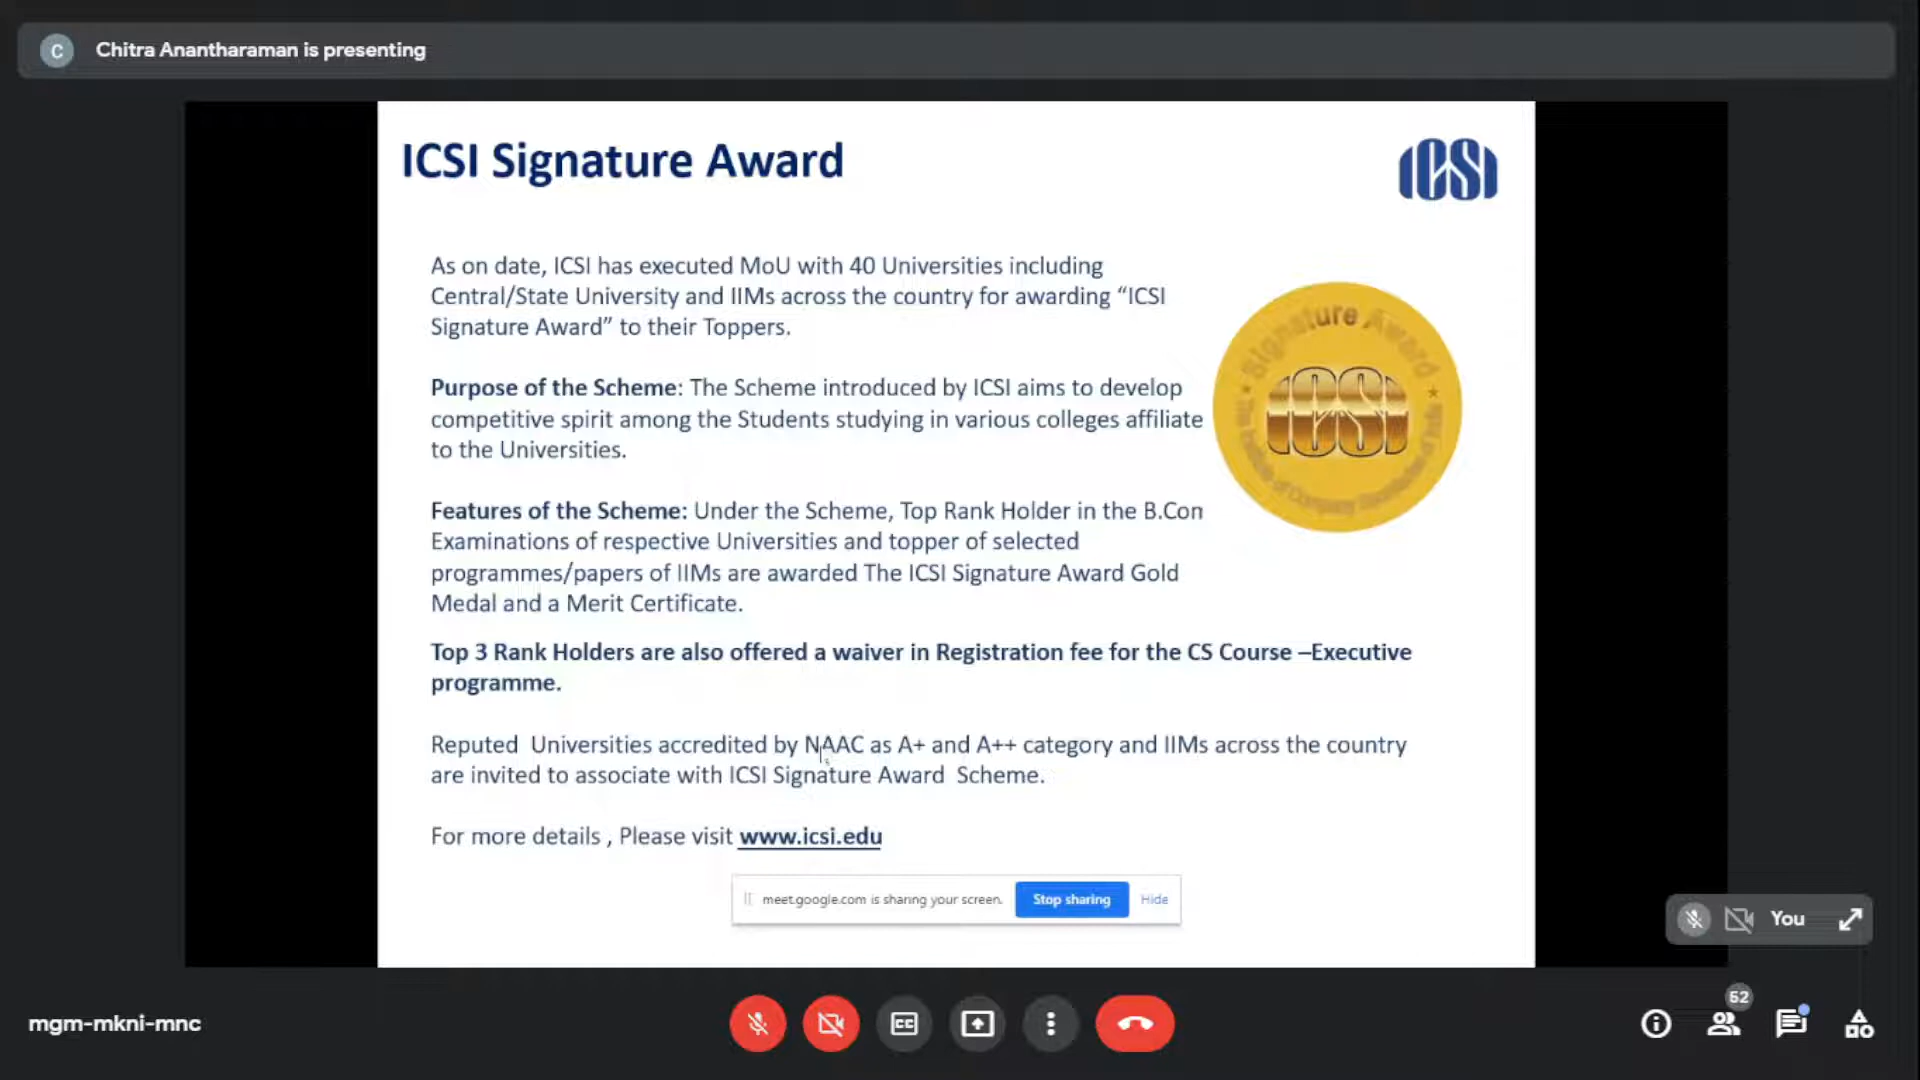 C
Chitra Anantharaman is presenting
ICSI Signature Award
ICSI
As on date, ICSI has executed MoU with 40 Universities including
Central/State University and IIMs across the country for awarding “ICSI
Signature Award” to their Toppers.
Signature Award
ICSI
Purpose of the Scheme: The Scheme introduced by ICSI aims to develop
competitive spirit among the Students studying in various colleges affiliate
to the Universities.
Features of the Scheme: Under the Scheme, Top Rank Holder in the B.Con
Examinations of respective Universities and topper of selected
programmes/papers of IIMs are awarded The ICSI Signature Award Gold
Medal and a Merit Certificate.
Top 3 Rank Holders are also offered a waiver in Registration fee for the CS Course –Executive
programme.
Reputed Universities accredited by NAAC as A+ and A++ category and IIMs across the country
are invited to associate with ICSI Signature Award Scheme.
For more details , Please visit www.icsi.edu
meet.google.com is sharing your screen. Stop sharing Hide
You
52
mgm-mkni-mnc
CC